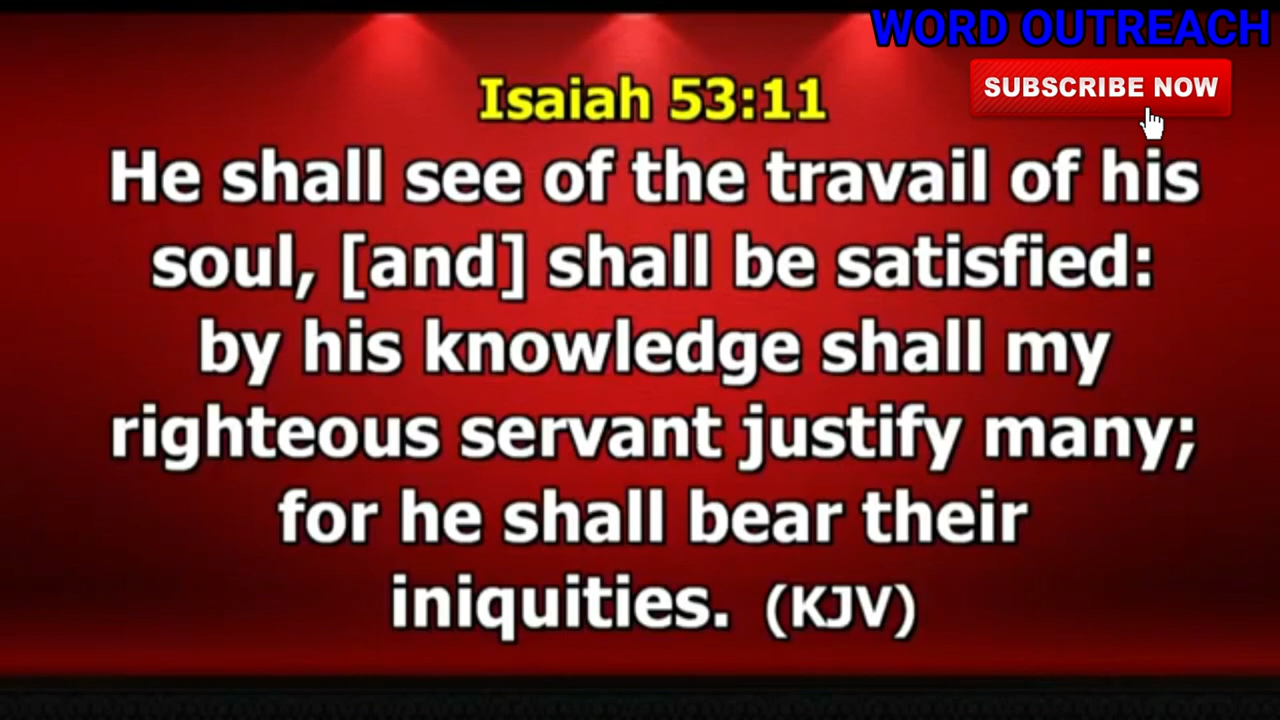 WORD OUTREACH
SUBSCRIBE NOW
Isaiah 53:11
He shall see of the travail of his
soul, [and] shall be satisfied:
by his knowledge shall my
righteous servant justify many;
for he shall bear their
iniquities. (KJV)